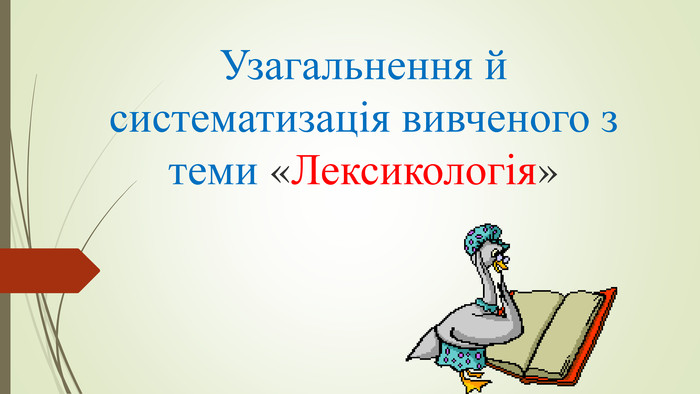 Узагальнення й
систематизація вивченого з
теми «Лексикологія»